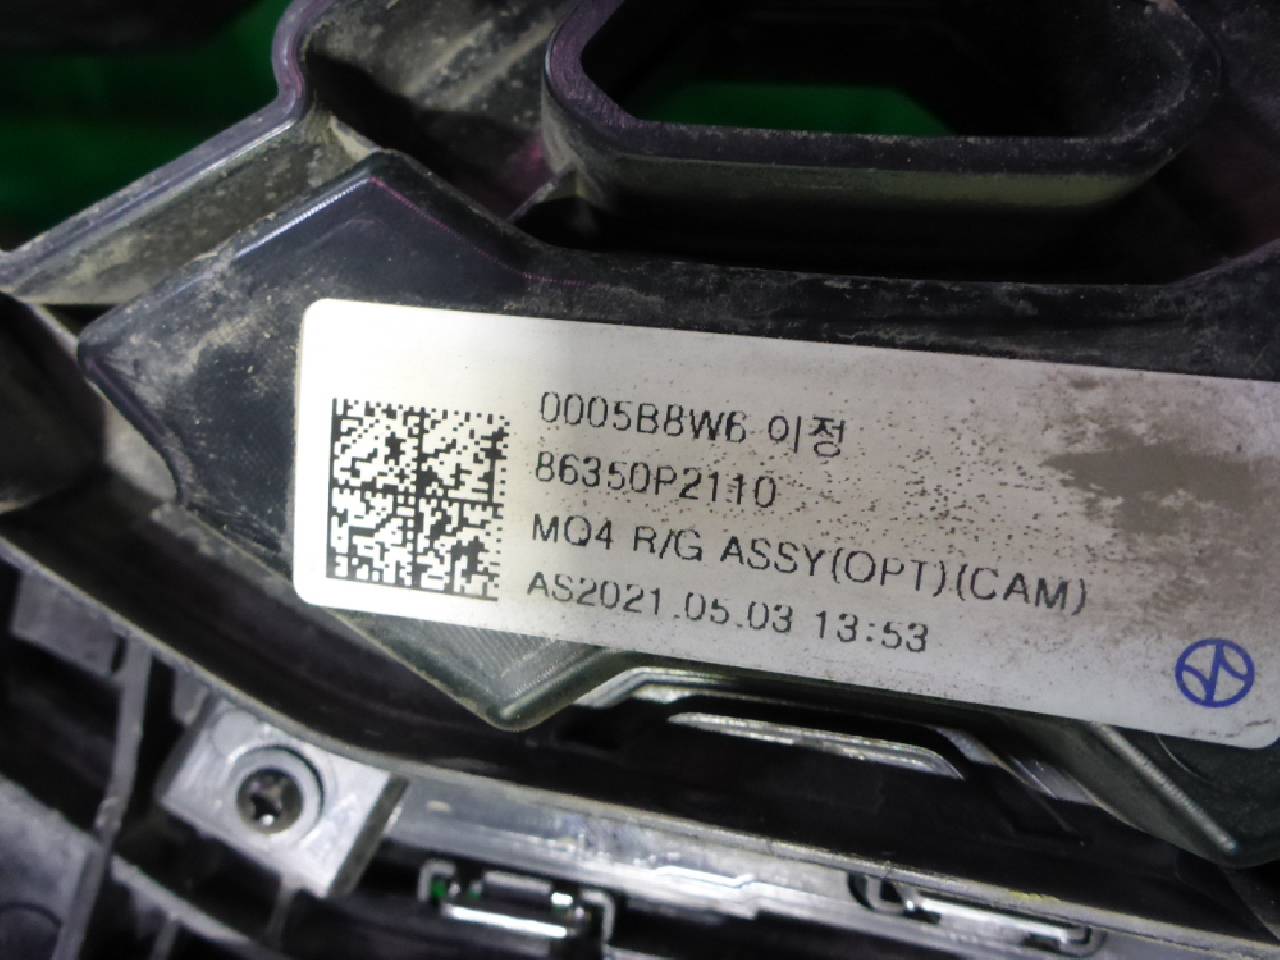 0005B8W6 이정
86350P2110
MQ4 R/G ASSY(OPT)(CAM)
AS2021.05.03 13:53